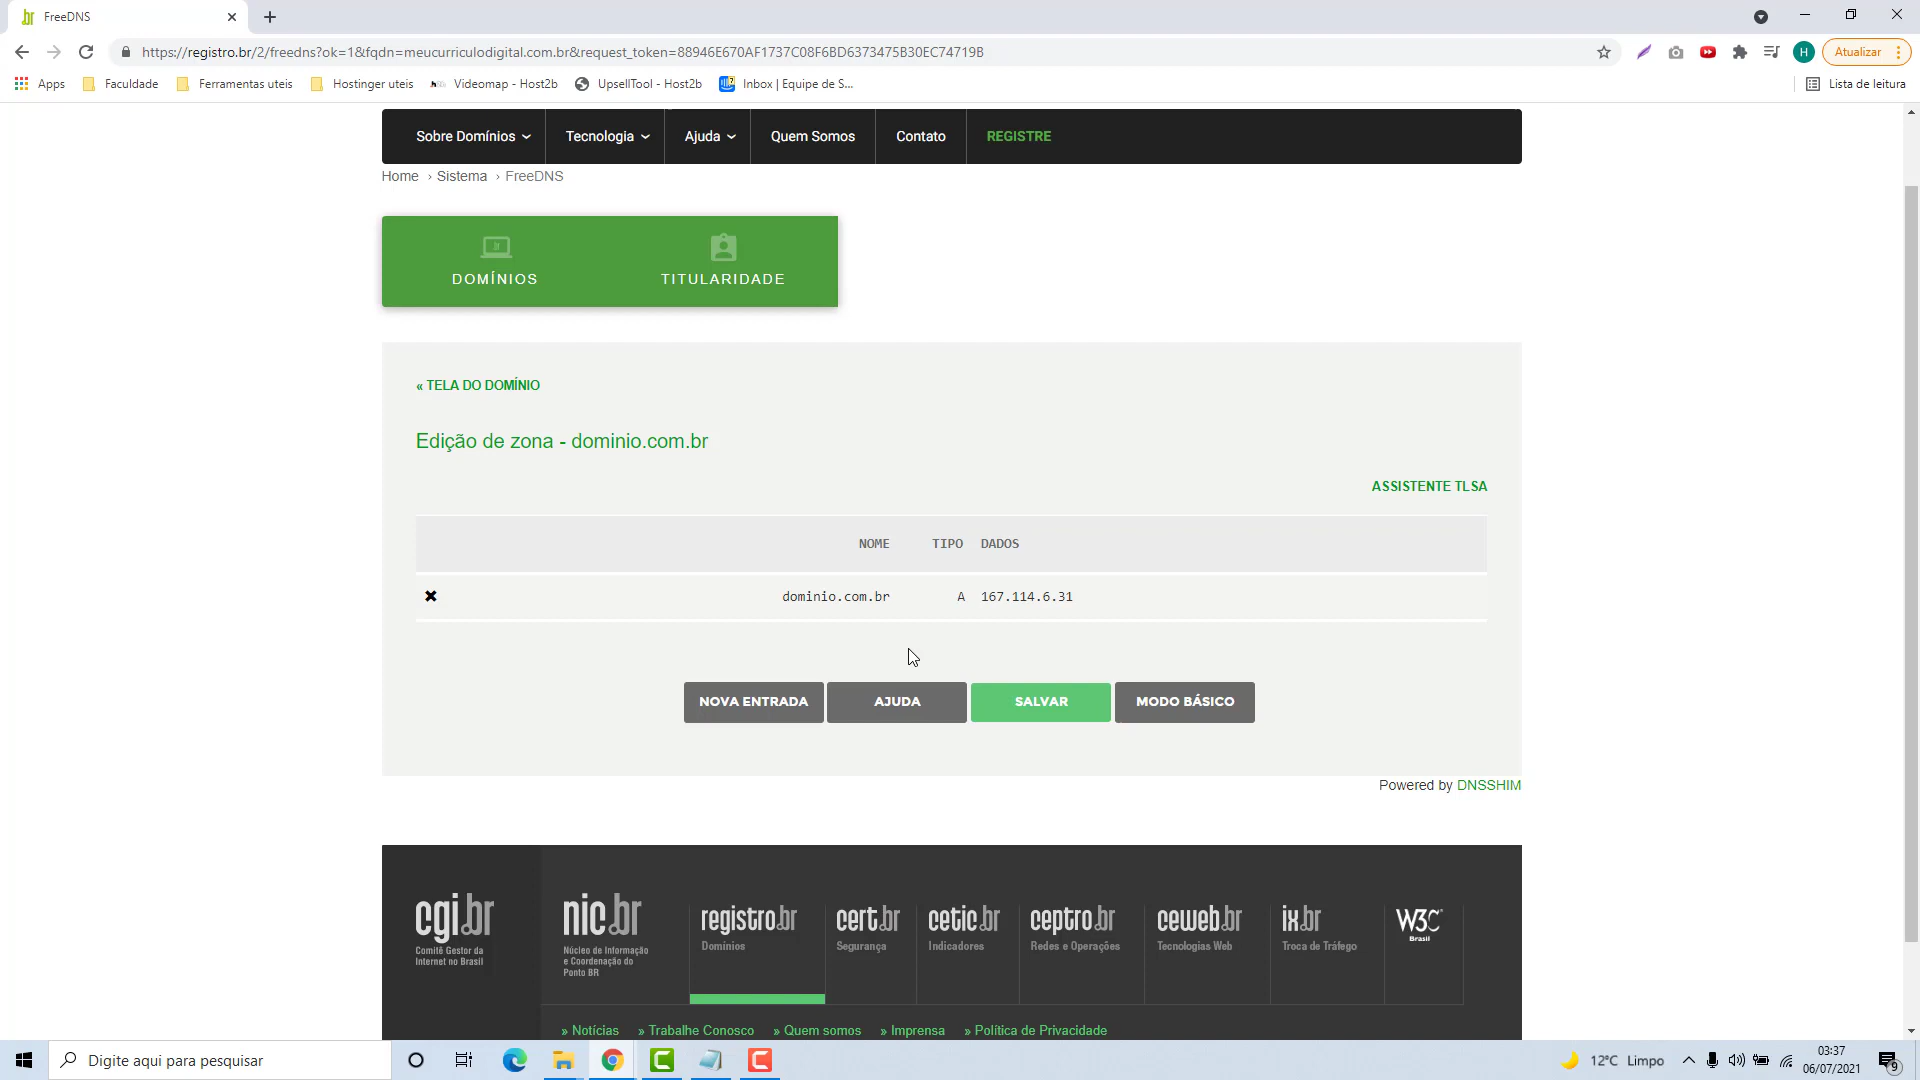 FreeDNS
https://registro.br/2/freedns?ok=1&fqdn=meucurriculodigital.com.br&request_token=88946E670AF1737C08F6BD6373475B30EC74719B
H
Atualizar
Apps
Faculdade
Ferramentas uteis
Hostinger uteis
Videomap - Host2b
UpsellTool - Host2b
Inbox | Equipe de S...
Lista de leitura
Sobre Domínios
Tecnologia
Ajuda
Quem Somos
Contato
REGISTRE
Home › Sistema › FreeDNS
DOMÍNIOS
TITULARIDADE
« TELA DO DOMÍNIO
Edição de zona - dominio.com.br
ASSISTENTE TLSA
NOME TIPO DADOS
dominio.com.br A 167.114.6.31
NOVA ENTRADA
AJUDA
SALVAR
MODO BÁSICO
Powered by DNSSHIM
cgi.br
Comitê Gestor da
Internet no Brasil
nic.br
Núcleo de Informação
e Coordenação do
Ponto BR
registro.br
Domínios
cert.br
Segurança
cetic.br
Indicadores
ceptro.br
Redes e Operações
ceweb.br
Tecnologias Web
ix.br
Troca de Tráfego
W3C
Brasil
» Notícias » Trabalhe Conosco » Quem somos » Imprensa » Política de Privacidade
Digite aqui para pesquisar
12°C Limpo
03:37
06/07/2021
9